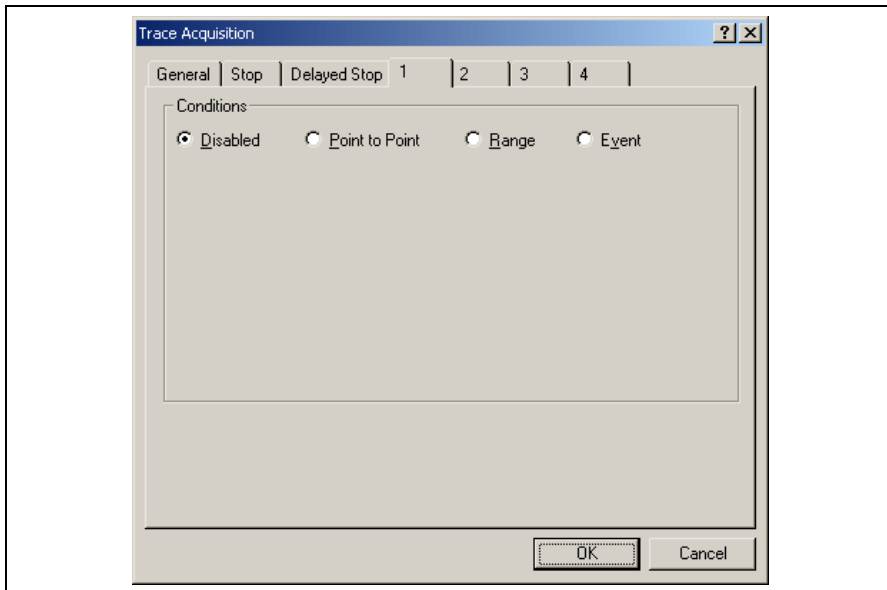 Trace Acquisition
General Stop Delayed Stop 1 2 3 4
Conditions
Disabled Point to Point Range Event
OK Cancel